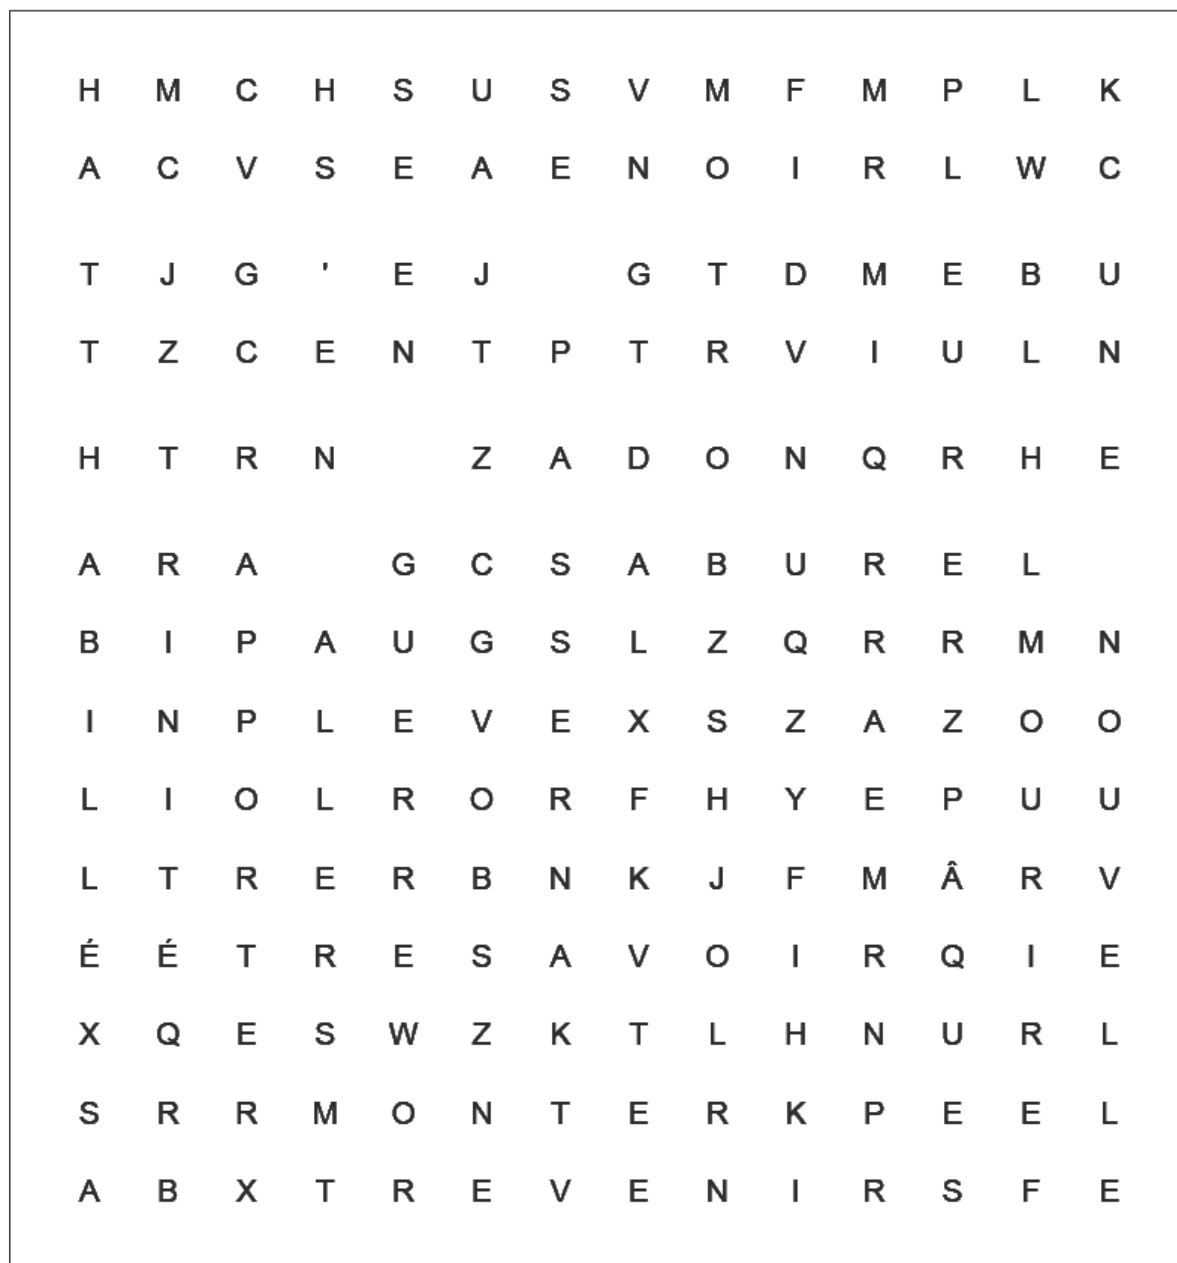 H M C H S U S V M F M P L K
A C V S E A E N O I R L W C
T J G ' E J G T D M E B U
T Z C E N T P T R V I U L N
H T R N Z A D O N Q R H E
A R A G C S A B U R E L
B I P A U G S L Z Q R R M N
I N P L E V E X S Z A Z O O
L I O L R O R F H Y E P U U
L T R E R B N K J F M Â R V
É É T R E S A V O I R Q I E
X Q E S W Z K T L H N U R L
S R R M O N T E R K P E E L
A B X T R E V E N I R S F E